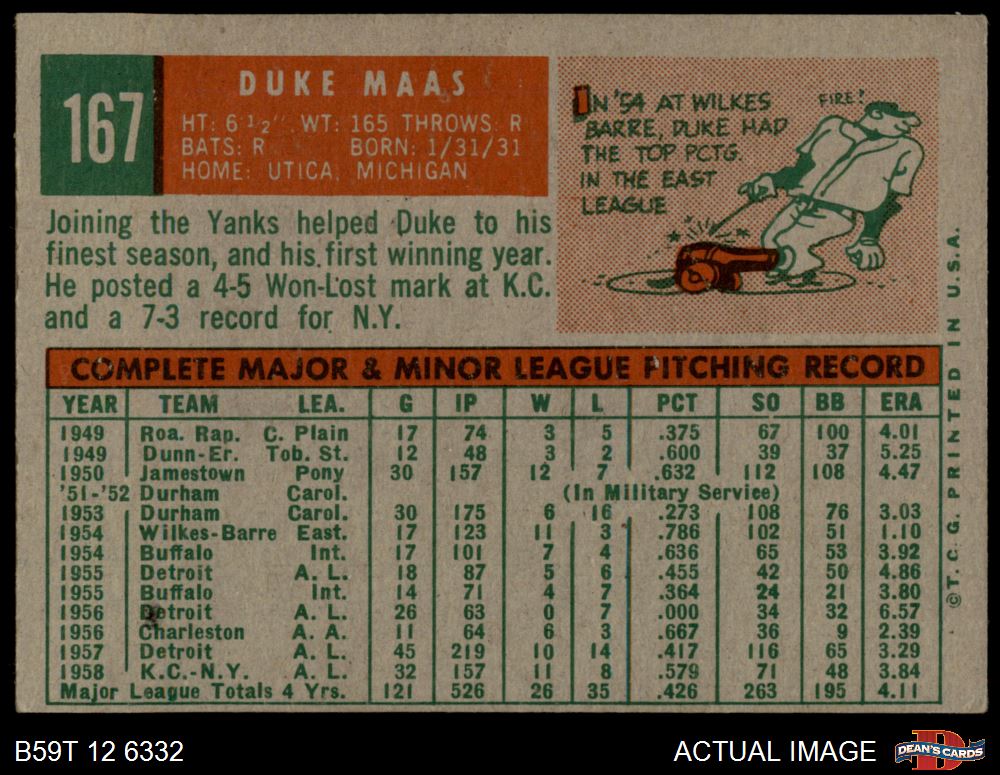 167
DUKE MAAS
HT: 6 1/2" WT: 165 THROWS: R
BATS: R BORN: 1/31/31
HOME: UTICA, MICHIGAN
Joining the Yanks helped Duke to his
finest season, and his first winning year.
He posted a 4-5 Won-Lost mark at K.C.
and a 7-3 record for N.Y.
IN '54 AT WILKES
BARRE, DUKE HAD
THE TOP PCTG.
IN THE EAST
LEAGUE
FIRE!
COMPLETE MAJOR & MINOR LEAGUE PITCHING RECORD
YEAR TEAM LEA. G IP W L PCT SO BB ERA
1949 Roa. Rap. C. Plain 17 74 3 5 .375 67 100 4.01
1949 Dunn-Er. Tob. St. 12 48 3 2 .600 39 37 5.25
1950 Jamestown Pony 30 157 12 7 .632 112 108 4.47
'51-'52 Durham Carol. (In Military Service)
1953 Durham Carol. 30 175 6 16 .273 108 76 3.03
1954 Wilkes-Barre East. 17 123 11 3 .786 102 51 1.10
1954 Buffalo Int. 17 101 7 4 .636 65 53 3.92
1955 Detroit A. L. 18 87 5 6 .455 42 50 4.86
1955 Buffalo Int. 14 71 4 7 .364 24 21 3.80
1956 Detroit A. L. 26 63 0 7 .000 34 32 6.57
1956 Charleston A. A. 11 64 6 3 .667 36 9 2.39
1957 Detroit A. L. 45 219 10 14 .417 116 65 3.29
1958 K.C.-N.Y. A. L. 32 157 11 8 .579 71 48 3.84
Major League Totals 4 Yrs. 121 526 26 35 .426 263 195 4.11
©T. C. G. PRINTED IN U.S.A.
B59T 12 6332
ACTUAL IMAGE
D
DEAN'S CARDS